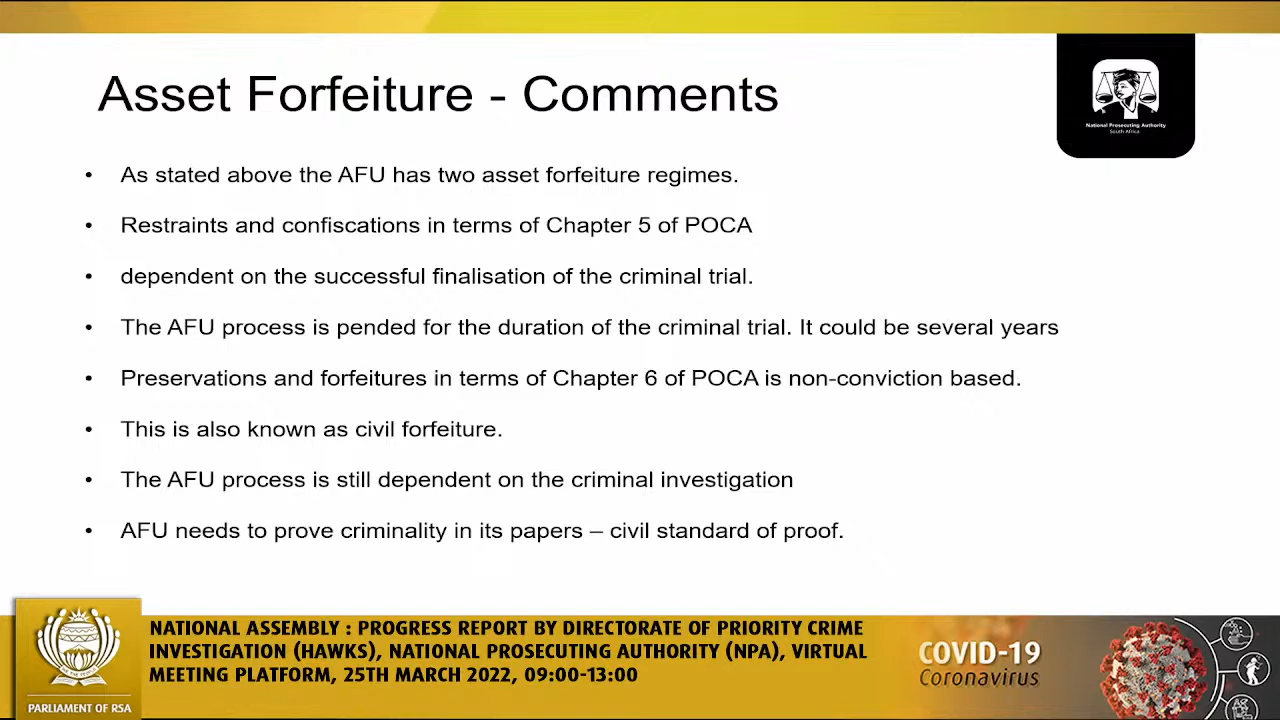 Asset Forfeiture - Comments
National Prosecuting Authority
South Africa
• As stated above the AFU has two asset forfeiture regimes.
• Restraints and confiscations in terms of Chapter 5 of POCA
• dependent on the successful finalisation of the criminal trial.
• The AFU process is pended for the duration of the criminal trial. It could be several years
• Preservations and forfeitures in terms of Chapter 6 of POCA is non-conviction based.
• This is also known as civil forfeiture.
• The AFU process is still dependent on the criminal investigation
• AFU needs to prove criminality in its papers – civil standard of proof.
NATIONAL ASSEMBLY : PROGRESS REPORT BY DIRECTORATE OF PRIORITY CRIME
INVESTIGATION (HAWKS), NATIONAL PROSECUTING AUTHORITY (NPA), VIRTUAL
MEETING PLATFORM, 25TH MARCH 2022, 09:00-13:00
PARLIAMENT OF RSA
COVID-19
Coronavirus